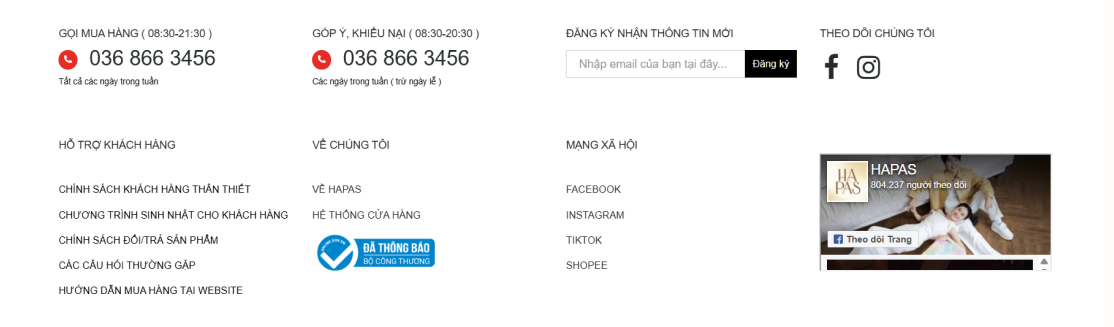 GỌI MUA HÀNG ( 08:30-21:30 )
036 866 3456
Tất cả các ngày trong tuần
GÓP Ý, KHIẾU NẠI ( 08:30-20:30 )
036 866 3456
Các ngày trong tuần ( trừ ngày lễ )
ĐĂNG KÝ NHẬN THÔNG TIN MỚI
Nhập email của bạn tại đây... Đăng ký
THEO DÕI CHÚNG TÔI
HỖ TRỢ KHÁCH HÀNG
CHÍNH SÁCH KHÁCH HÀNG THÂN THIẾT
CHƯƠNG TRÌNH SINH NHẬT CHO KHÁCH HÀNG
CHÍNH SÁCH ĐỔI/TRẢ SẢN PHẨM
CÁC CÂU HỎI THƯỜNG GẶP
HƯỚNG DẪN MUA HÀNG TẠI WEBSITE
VỀ CHÚNG TÔI
VỀ HAPAS
HỆ THỐNG CỬA HÀNG
ĐÃ THÔNG BÁO
BỘ CÔNG THƯƠNG
MẠNG XÃ HỘI
FACEBOOK
INSTAGRAM
TIKTOK
SHOPEE
HA
PAS
HAPAS
804.237 người theo dõi
Theo dõi Trang